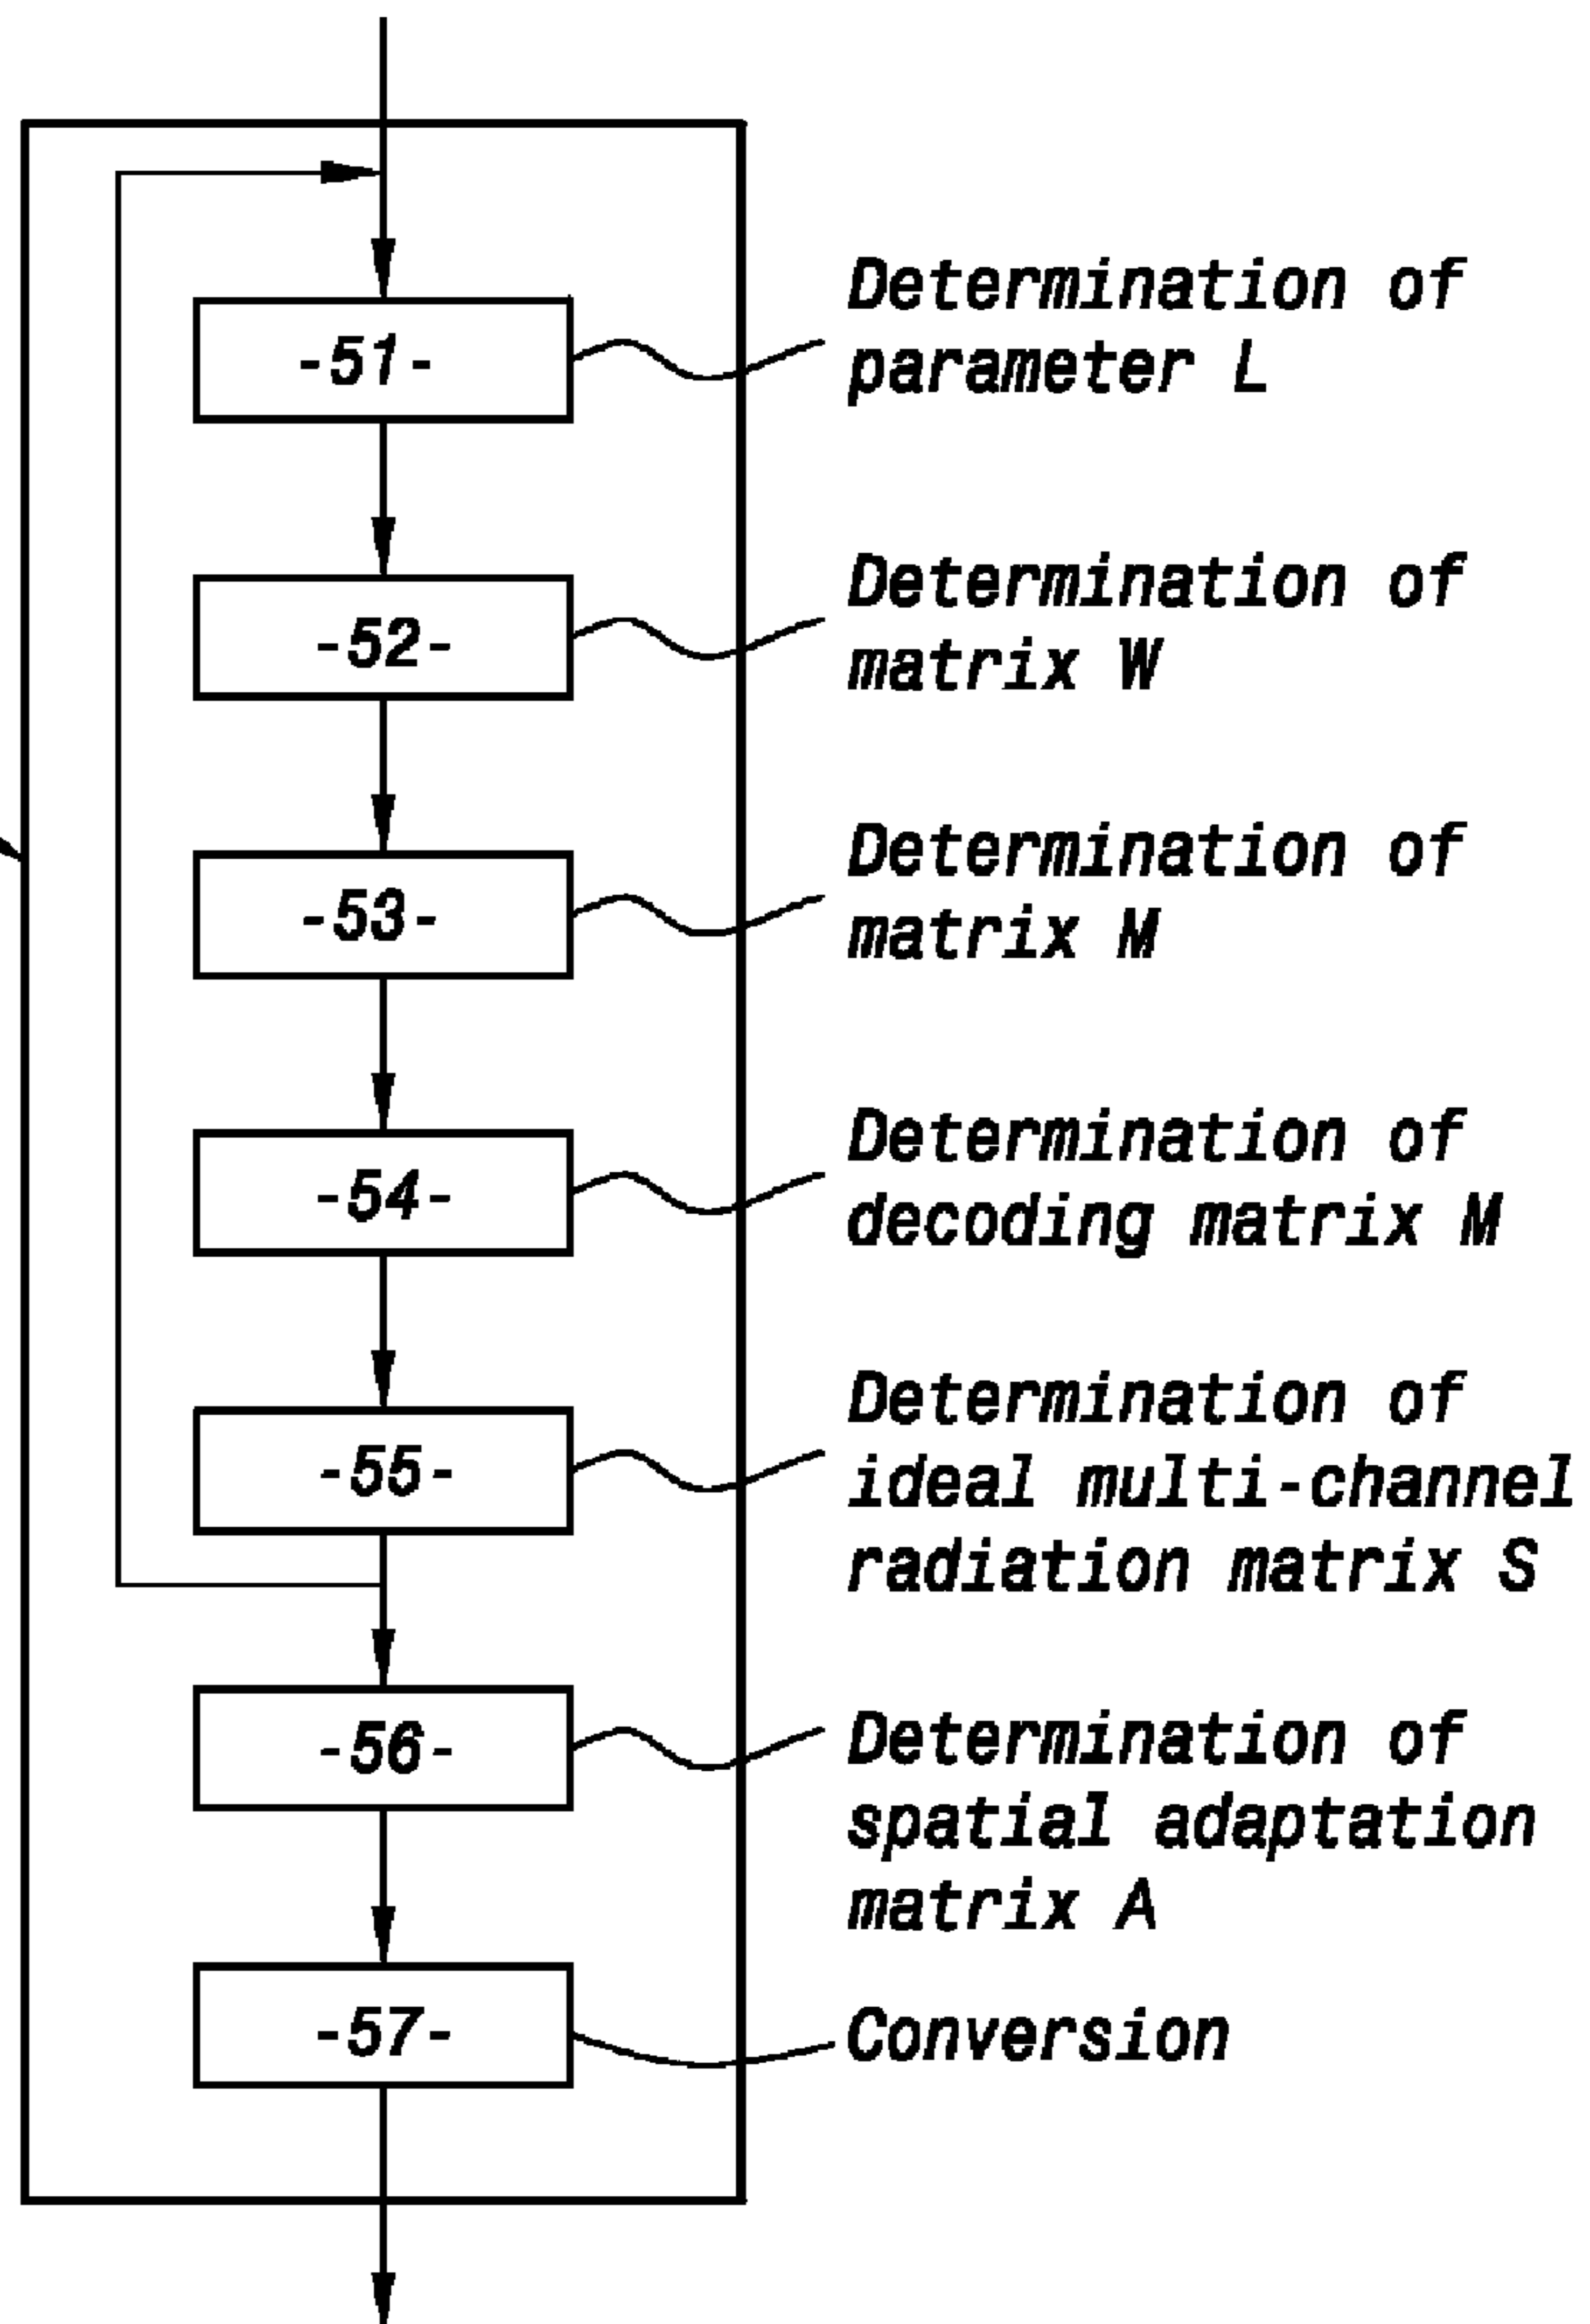 -51-
Determination of
parameter L
-52-
Determination of
matrix W
-53-
Determination of
matrix M
-54-
Determination of
decoding matrix M
-55-
Determination of
ideal multi-channel
radiation matrix S
-56-
Determination of
spatial adaptation
matrix A
-57-
Conversion